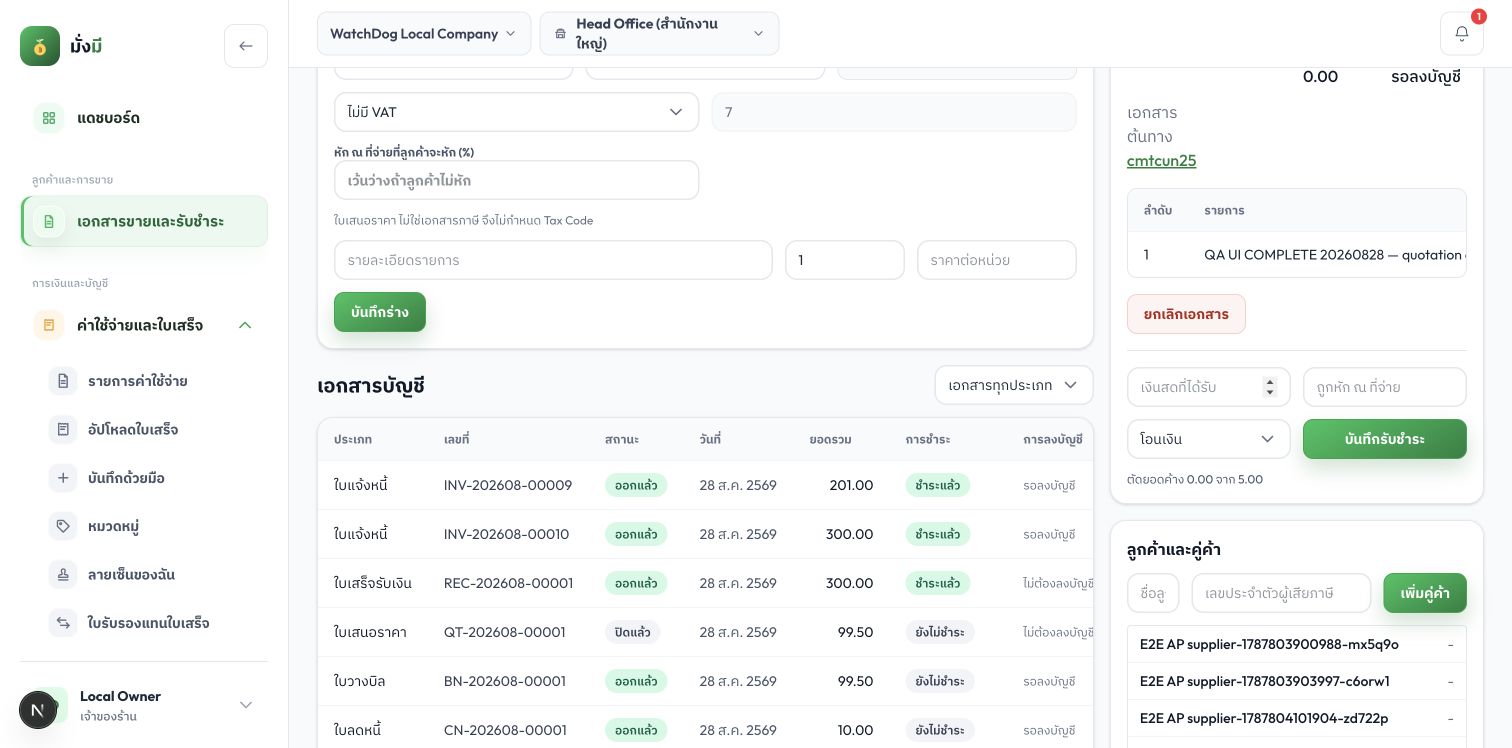 มั่งมี
WatchDog Local Company
Head Office (สำนักงาน
ใหญ่)
1
แดชบอร์ด
ลูกค้าและการขาย
เอกสารขายและรับชำระ
การเงินและบัญชี
ค่าใช้จ่ายและใบเสร็จ
รายการค่าใช้จ่าย
อัปโหลดใบเสร็จ
บันทึกด้วยมือ
หมวดหมู่
ลายเซ็นของฉัน
ใบรับรองแทนใบเสร็จ
N
Local Owner
เจ้าของร้าน
ไม่มี VAT
7
หัก ณ ที่จ่ายที่ลูกค้าจะหัก (%)
เว้นว่างถ้าลูกค้าไม่หัก
ใบเสนอราคา ไม่ใช่เอกสารภาษี จึงไม่กำหนด Tax Code
รายละเอียดรายการ 1 ราคาต่อหน่วย
บันทึกร่าง
เอกสารบัญชี
เอกสารทุกประเภท
ประเภท เลขที่ สถานะ วันที่ ยอดรวม การชำระ การลงบัญชี
ใบแจ้งหนี้ INV-202608-00009 ออกแล้ว 28 ส.ค. 2569 201.00 ชำระแล้ว รอลงบัญชี
ใบแจ้งหนี้ INV-202608-00010 ออกแล้ว 28 ส.ค. 2569 300.00 ชำระแล้ว รอลงบัญชี
ใบเสร็จรับเงิน REC-202608-00001 ออกแล้ว 28 ส.ค. 2569 300.00 ชำระแล้ว ไม่ต้องลงบัญชี
ใบเสนอราคา QT-202608-00001 ปิดแล้ว 28 ส.ค. 2569 99.50 ยังไม่ชำระ ไม่ต้องลงบัญชี
ใบวางบิล BN-202608-00001 ออกแล้ว 28 ส.ค. 2569 99.50 ยังไม่ชำระ รอลงบัญชี
ใบลดหนี้ CN-202608-00001 ออกแล้ว 28 ส.ค. 2569 10.00 ยังไม่ชำระ รอลงบัญชี
0.00 รอลงบัญชี
เอกสาร
ต้นทาง
cmtcun25
ลำดับ รายการ
1 QA UI COMPLETE 20260828 — quotation
ยกเลิกเอกสาร
เงินสดที่ได้รับ ถูกหัก ณ ที่จ่าย
โอนเงิน บันทึกรับชำระ
ตัดยอดค้าง 0.00 จาก 5.00
ลูกค้าและคู่ค้า
ชื่อลู เลขประจำตัวผู้เสียภาษี เพิ่มคู่ค้า
E2E AP supplier-1787803900988-mx5q9o -
E2E AP supplier-1787803903997-c6orw1 -
E2E AP supplier-1787804101904-zd722p -